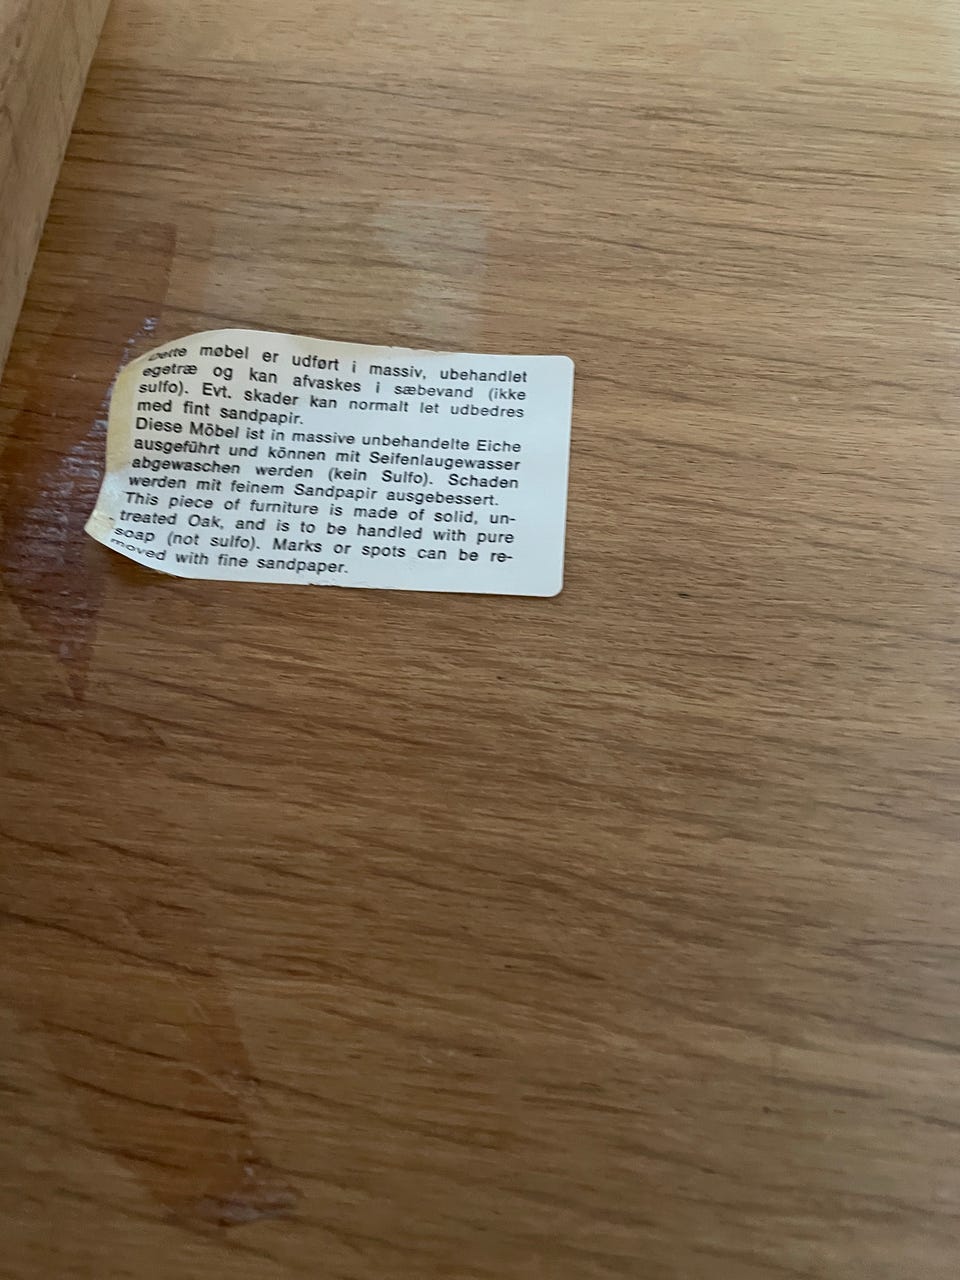 Dette møbel er udført i massiv, ubehandlet
egetræ og kan afvaskes i sæbevand (ikke
sulfo). Evt. skader kan normalt let udbedres
med fint sandpapir.
Diese Möbel ist in massive unbehandelte Eiche
ausgeführt und können mit Seifenlaugewasser
abgewaschen werden (kein Sulfo). Schaden
werden mit feinem Sandpapir ausgebessert.
This piece of furniture is made of solid, un-
treated Oak, and is to be handled with pure
soap (not sulfo). Marks or spots can be re-
moved with fine sandpaper.